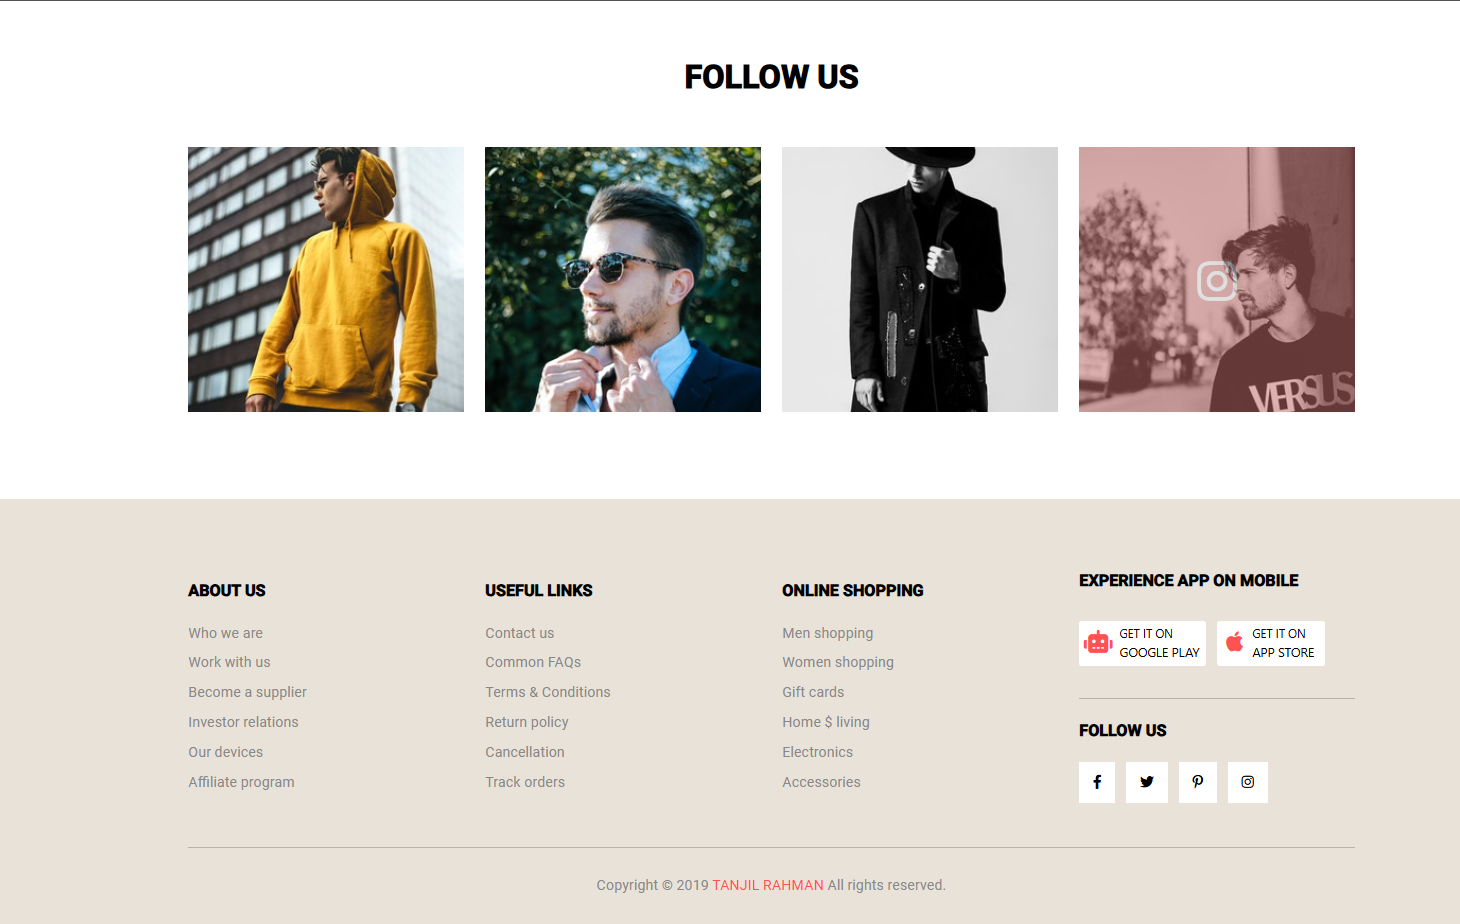 FOLLOW US
VERSUS
ABOUT US
Who we are
Work with us
Become a supplier
Investor relations
Our devices
Affiliate program
USEFUL LINKS
Contact us
Common FAQs
Terms & Conditions
Return policy
Cancellation
Track orders
ONLINE SHOPPING
Men shopping
Women shopping
Gift cards
Home $ living
Electronics
Accessories
EXPERIENCE APP ON MOBILE
GET IT ON
GOOGLE PLAY
GET IT ON
APP STORE
FOLLOW US
Copyright © 2019 TANJIL RAHMAN All rights reserved.